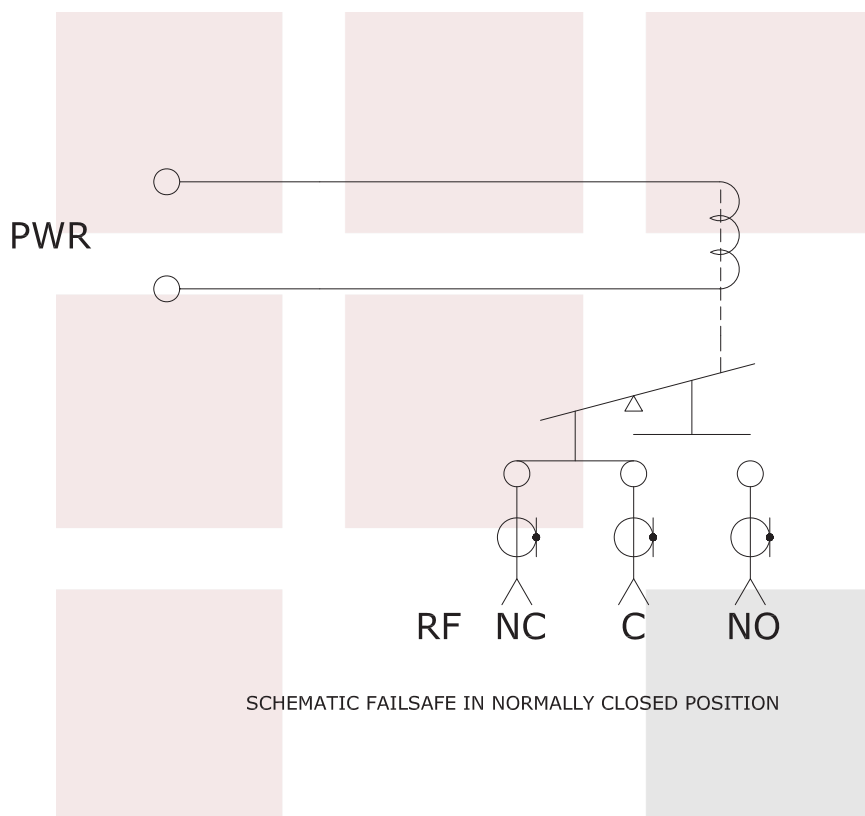 PWR
RF NC C NO
SCHEMATIC FAILSAFE IN NORMALLY CLOSED POSITION